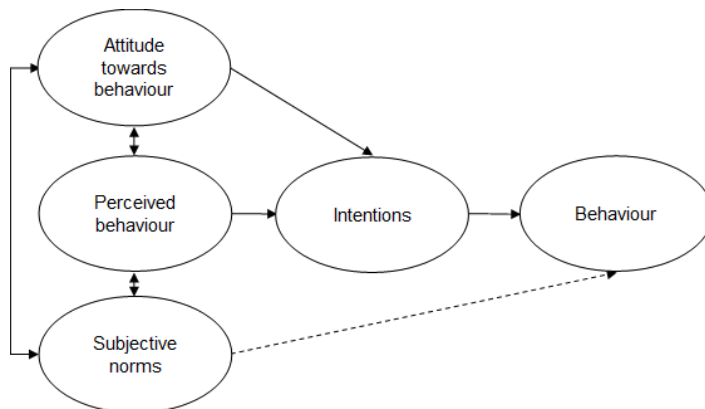 Attitude
towards
behaviour
Perceived
behaviour
Intentions
Behaviour
Subjective
norms